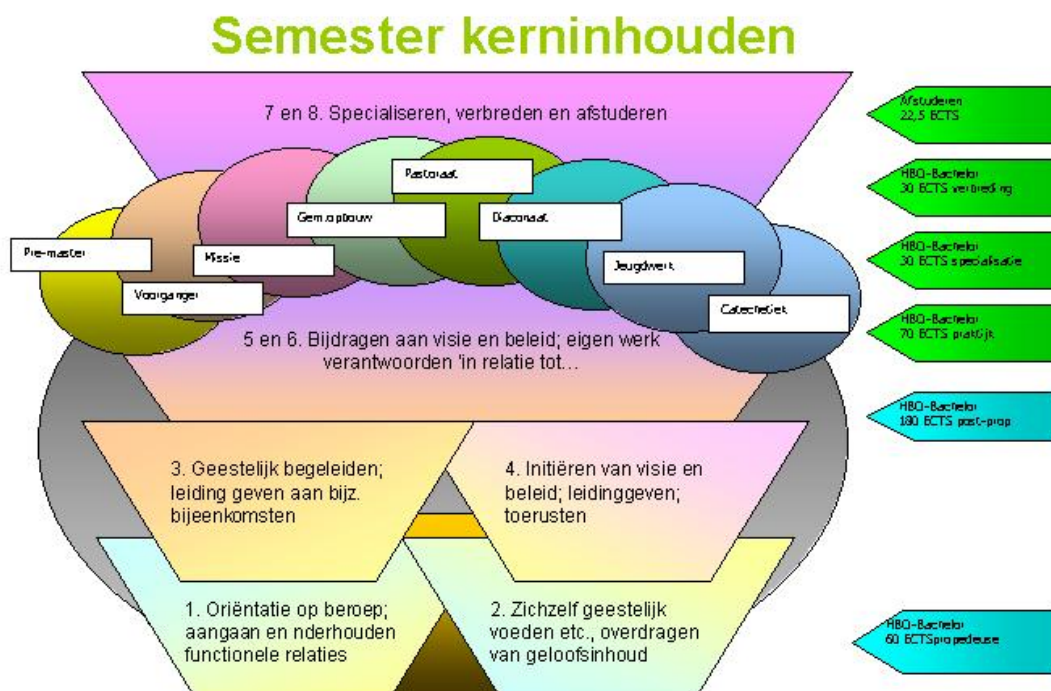 Semester kerninhouden
7 en 8. Specialiseren, verbreden en afstuderen
Pastoraat
Gem.opbouw
Diaconaat
Pre-master
Missie
Jeugdwerk
Voorganger
Catechetiek
5 en 6. Bijdragen aan visie en beleid; eigen werk
verantwoorden 'in relatie tot...
3. Geestelijk begeleiden;
leiding geven aan bijz.
bijeenkomsten
4. Initiëren van visie en
beleid; leidinggeven;
toerusten
1. Oriëntatie op beroep;
aangaan en nderhouden
functionele relaties
2. Zichzelf geestelijk
voeden etc., overdragen
van geloofsinhoud
Afstuderen
22,5 ECTS
HBO-Bachelor
30 ECTS verbreding
HBO-Bachelor
30 ECTS specialisatie
HBO-Bachelor
70 ECTS praktijk
HBO-Bachelor
180 ECTS post-prop
HBO-Bachelor
60 ECTSpropedeuse